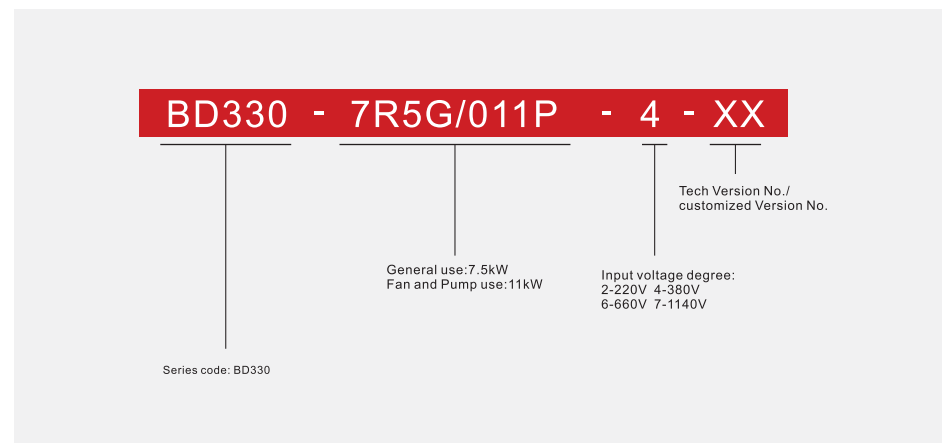 BD330 - 7R5G/011P - 4 - XX
Tech Version No./
customized Version No.
General use:7.5kW
Fan and Pump use:11kW
Input voltage degree:
2-220V 4-380V
6-660V 7-1140V
Series code: BD330